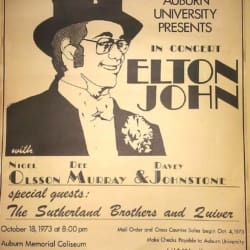 AUBURN
UNIVERSITY
PRESENTS
IN CONCERT
ELTON
JOHN
with
NIGEL DEE DAVEY
OLSSON MURRAY & JOHNSTONE
special guests:
The Sutherland Brothers and Quiver
October 18, 1973 at 8:00 pm
Mail Order and Cross Counter Sales begin Oct. 4, 1973
Make Checks Payable to Auburn University
Auburn Memorial Coliseum